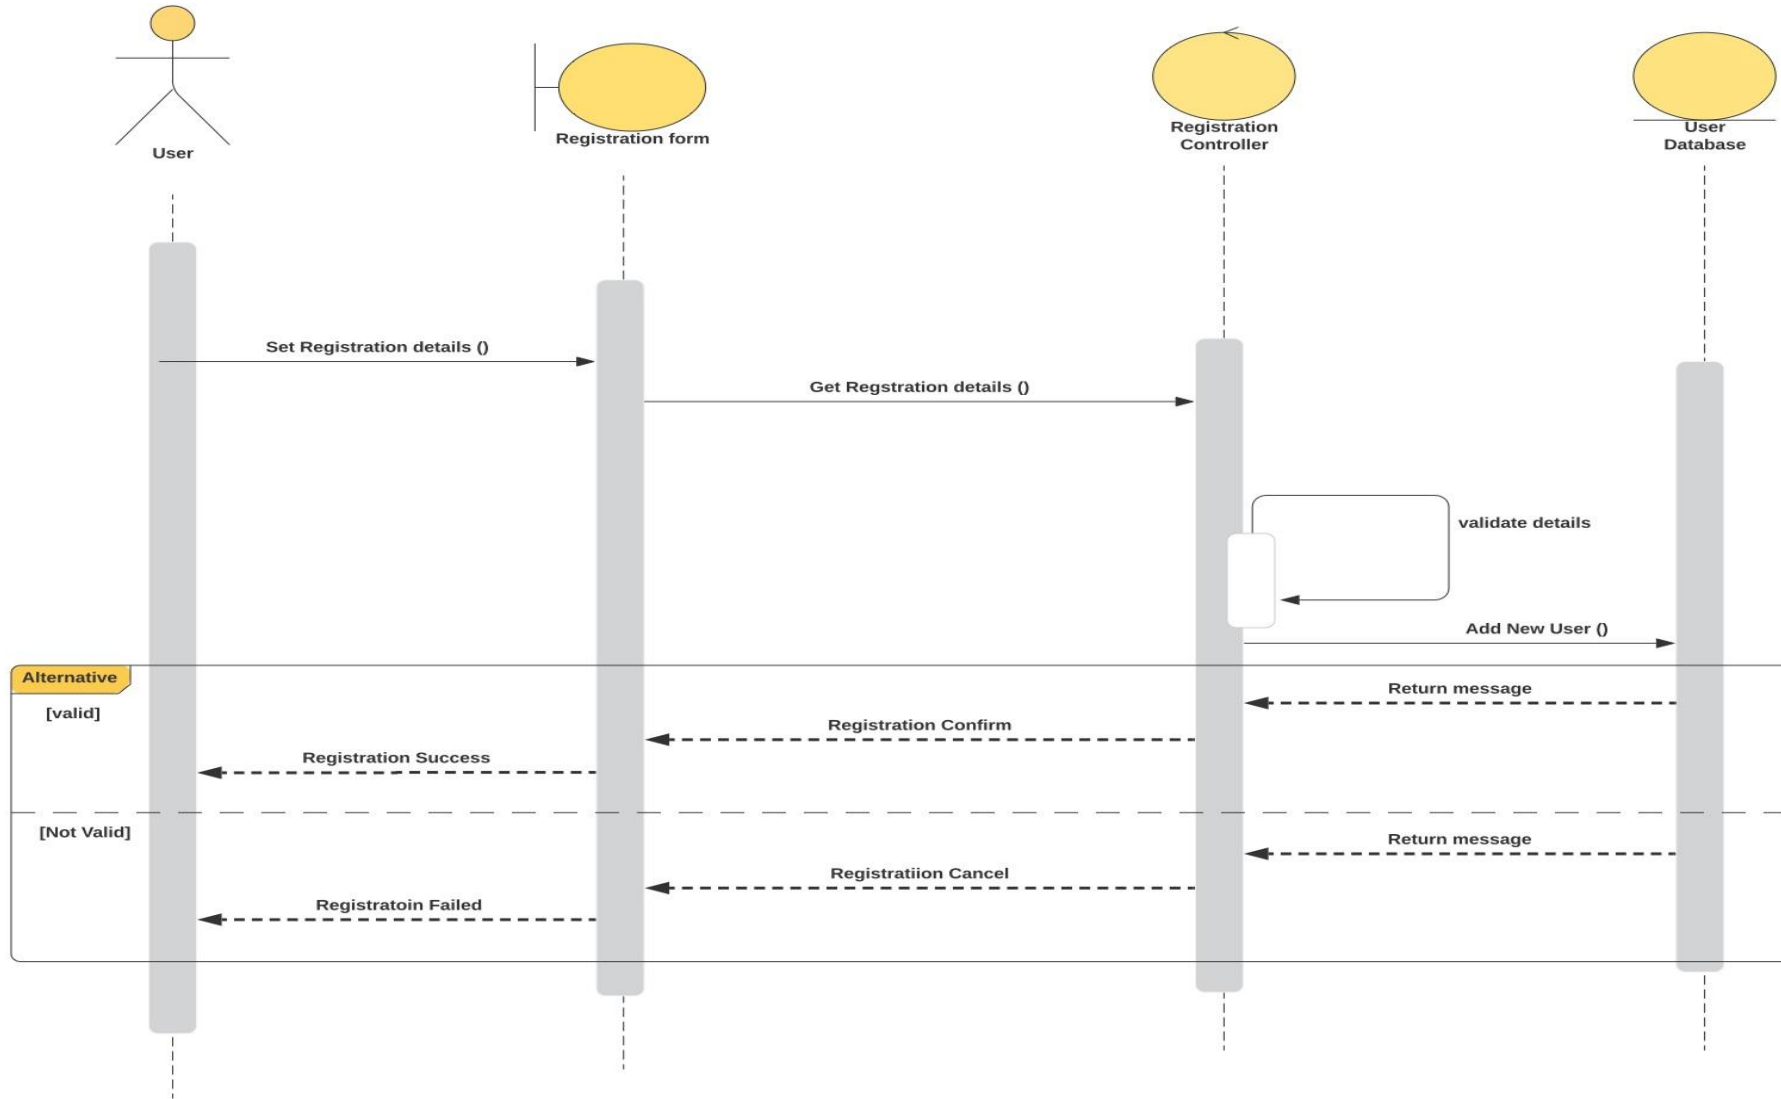 User
Registration form
Registration
Controller
User
Database
Set Registration details ()
Get Regstration details ()
validate details
Add New User ()
Alternative
[valid]
Return message
Registration Confirm
Registration Success
[Not Valid]
Return message
Registratiion Cancel
Registratoin Failed